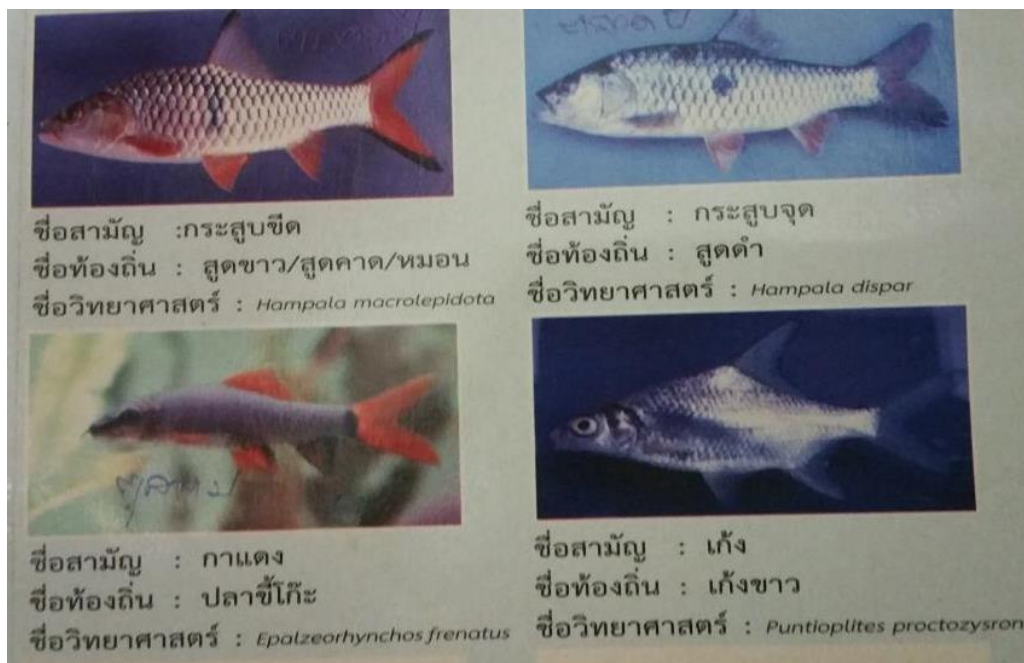 ชื่อสามัญ :กระสูบขีด
ชื่อท้องถิ่น : สูดขาว/สูดคาด/หมอน
ชื่อวิทยาศาสตร์ : Hampala macrolepidota
ชื่อสามัญ : กระสูบจุด
ชื่อท้องถิ่น : สูดดำ
ชื่อวิทยาศาสตร์ : Hampala dispar
ชื่อสามัญ : กาแดง
ชื่อท้องถิ่น : ปลาขี้โก๊ะ
ชื่อวิทยาศาสตร์ : Epalzeorhynchos frenatus
ชื่อสามัญ : เก้ง
ชื่อท้องถิ่น : เก้งขาว
ชื่อวิทยาศาสตร์ : Puntioplites proctozysron